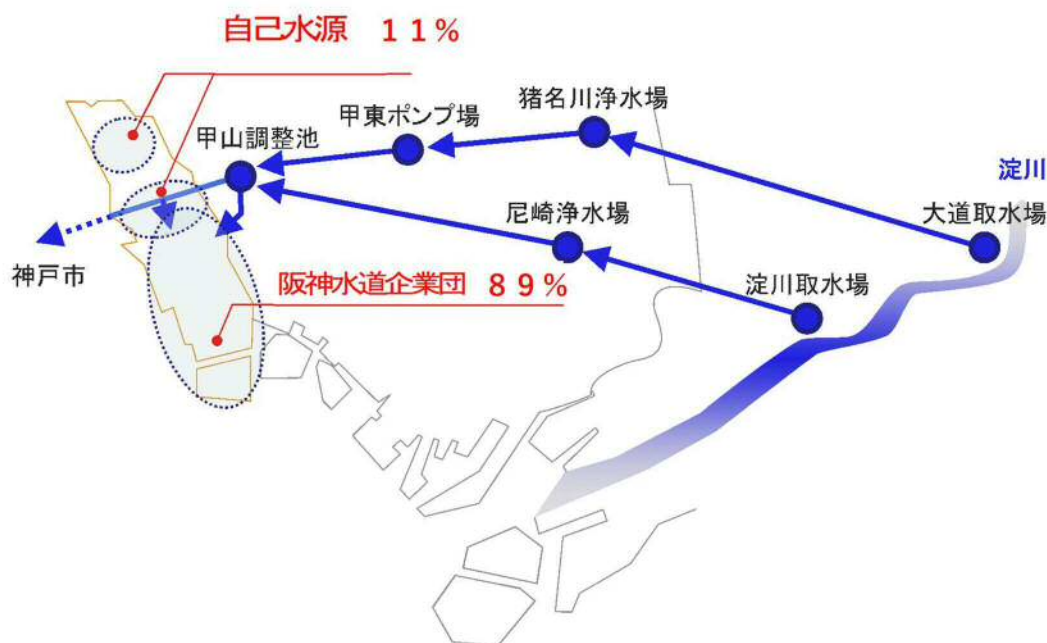 自己水源 11%
猪名川浄水場
甲東ポンプ場
甲山調整池
淀川
大道取水場
尼崎浄水場
神戸市
阪神水道企業団 89%
淀川取水場